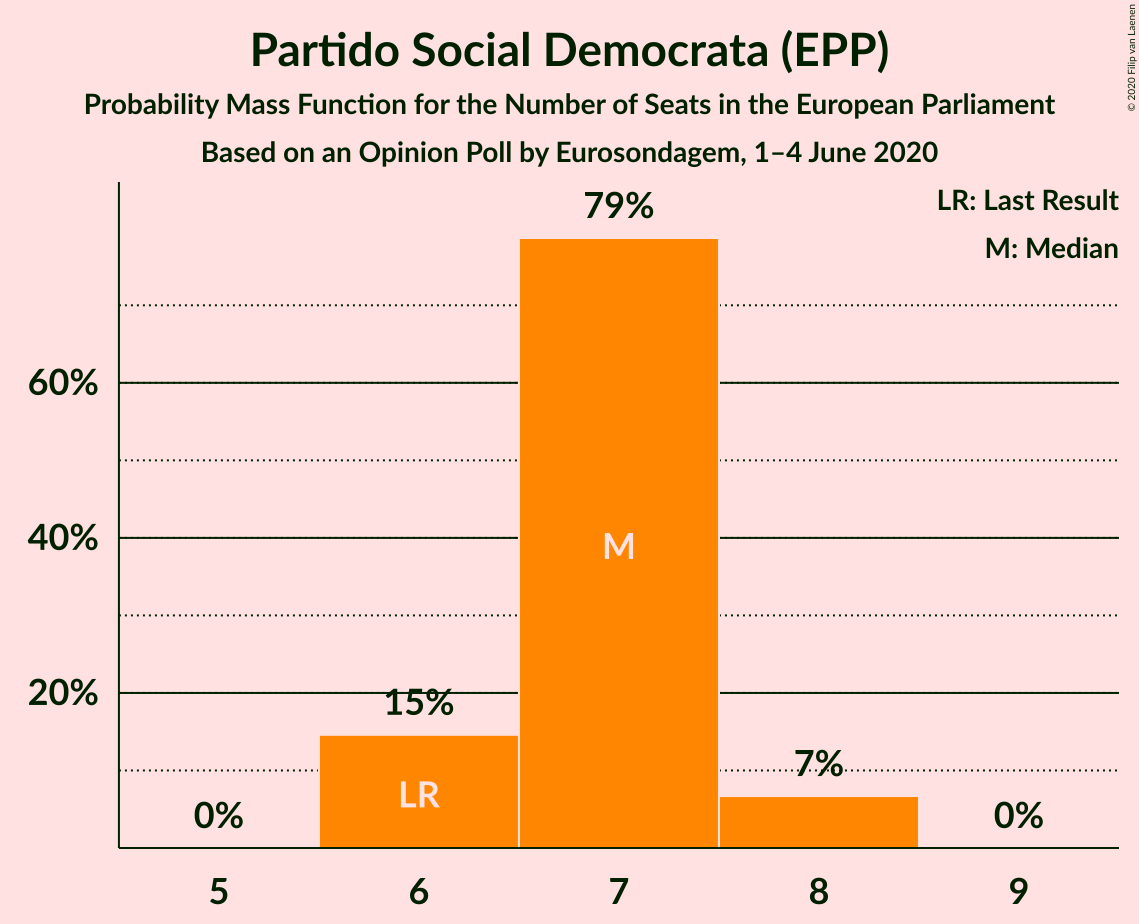 Partido Social Democrata (EPP)
Probability Mass Function for the Number of Seats in the European Parliament
Based on an Opinion Poll by Eurosondagem, 1–4 June 2020
© 2020 Filip van Laenen
LR: Last Result
M: Median
79%
60%
40%
20%
M
15%
LR
7%
0%
0%
5
6
7
8
9